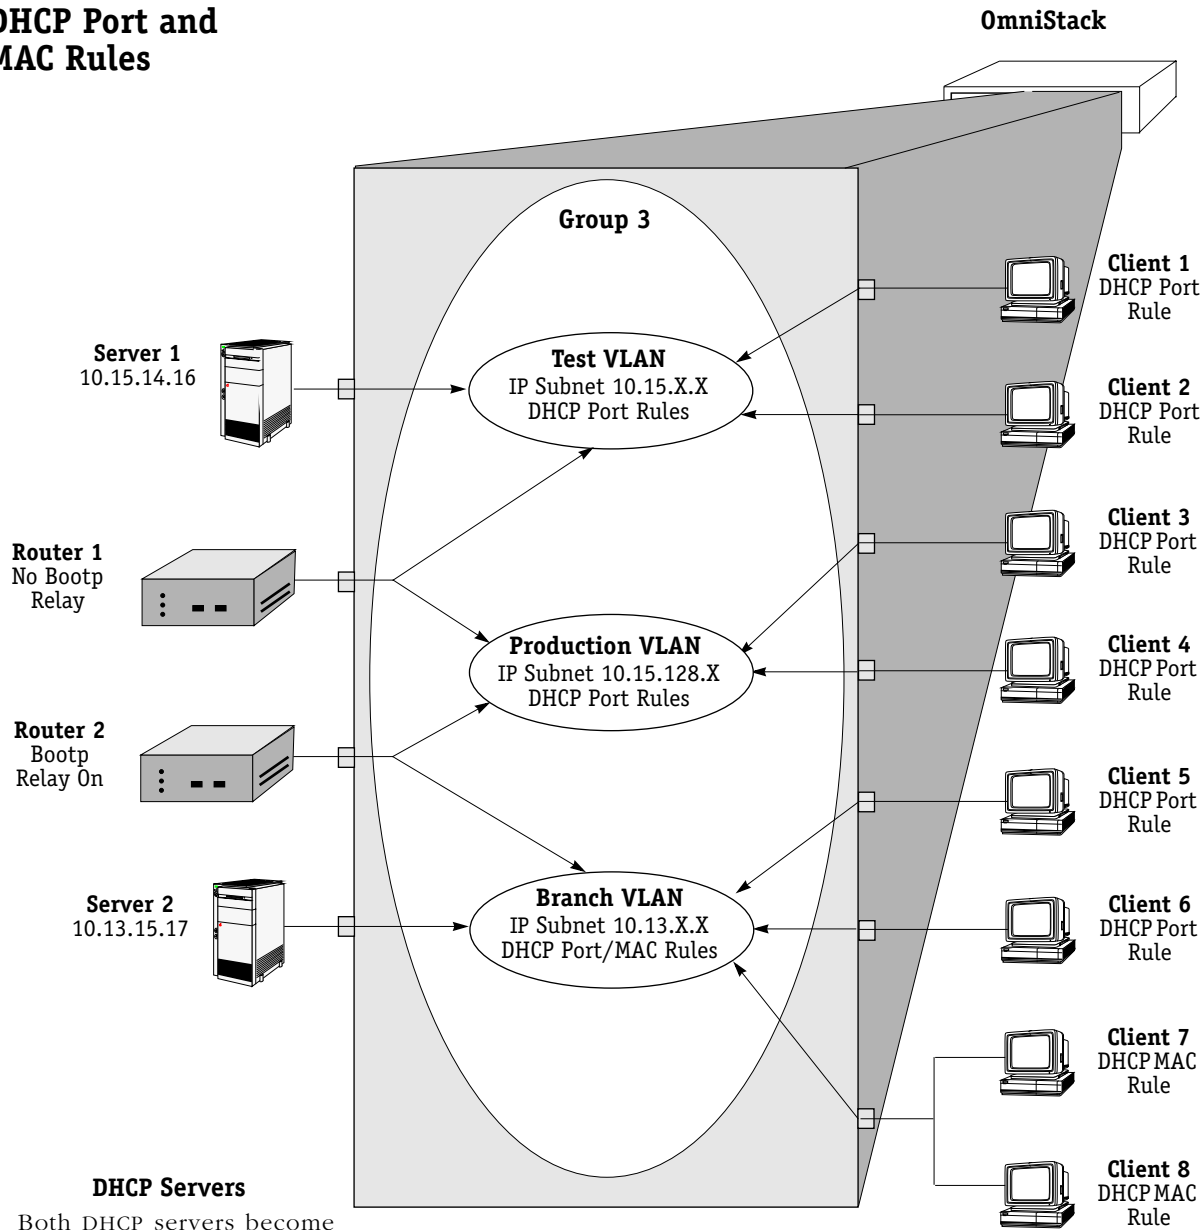 DHCP Port and
MAC Rules
OmniStack
Group 3
Client 1
DHCP Port
Rule
Server 1
10.15.14.16
Test VLAN
IP Subnet 10.15.X.X
DHCP Port Rules
Client 2
DHCP Port
Rule
Client 3
DHCP Port
Rule
Router 1
No Bootp
Relay
Production VLAN
IP Subnet 10.15.128.X
DHCP Port Rules
Client 4
DHCP Port
Rule
Router 2
Bootp
Relay On
Client 5
DHCP Port
Rule
Server 2
10.13.15.17
Branch VLAN
IP Subnet 10.13.X.X
DHCP Port/MAC Rules
Client 6
DHCP Port
Rule
Client 7
DHCP MAC
Rule
Client 8
DHCP MAC
Rule
DHCP Servers
Both DHCP servers become